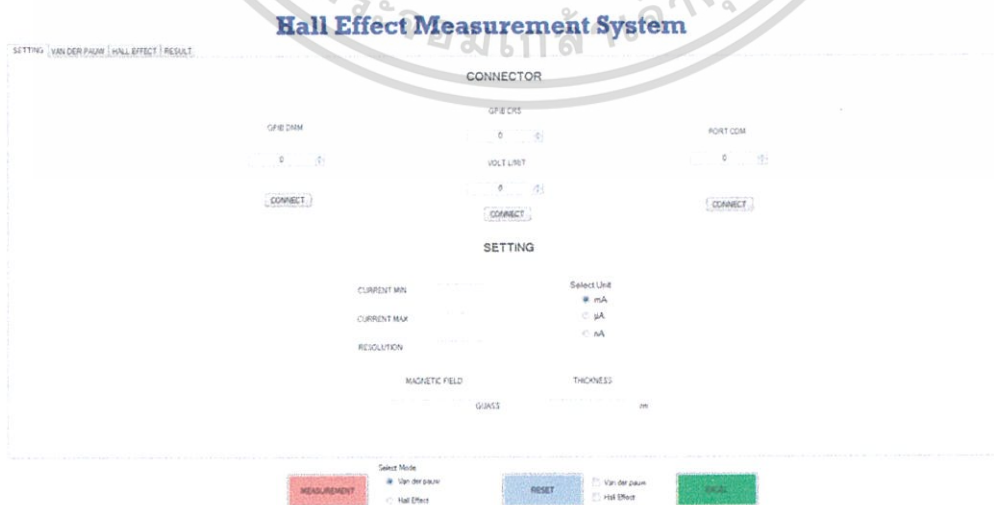 Hall Effect Measurement System
SETTING VAN DER PAUW HALL EFFECT RESULT
CONNECTOR
GPIB DMM
0
CONNECT
GPIB CRS
0
VOLT LIMIT
0
CONNECT
PORT COM
0
CONNECT
SETTING
CURRENT MIN
CURRENT MAX
RESOLUTION
Select Unit
mA
µA
nA
MAGNETIC FIELD
GUASS
THICKNESS
MEASUREMENT
Select Mode
Van der pauw
Hall Effect
RESET
Van der pauw
Hall Effect
EXCEL